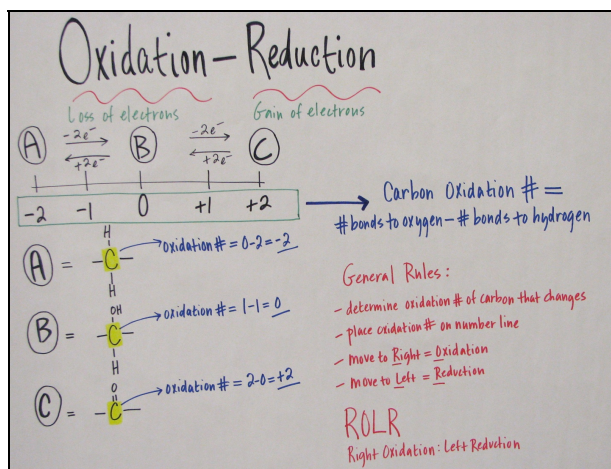 Oxidation – Reduction
Loss of electrons
Gain of electrons
A
-2e-
+2e-
B
-2e-
+2e-
C
-2 -1 0 +1 +2
Carbon Oxidation # =
#bonds to oxygen – # bonds to hydrogen
A =
H
-C-
H
oxidation# = 0-2 = -2
B =
OH
-C-
H
oxidation# = 1-1 = 0
C =
O
-C-
oxidation# = 2-0 = +2
General Rules:
- determine oxidation # of carbon that changes
- place oxidation # on number line
- move to Right = Oxidation
- move to Left = Reduction
ROLR
Right Oxidation: Left Reduction